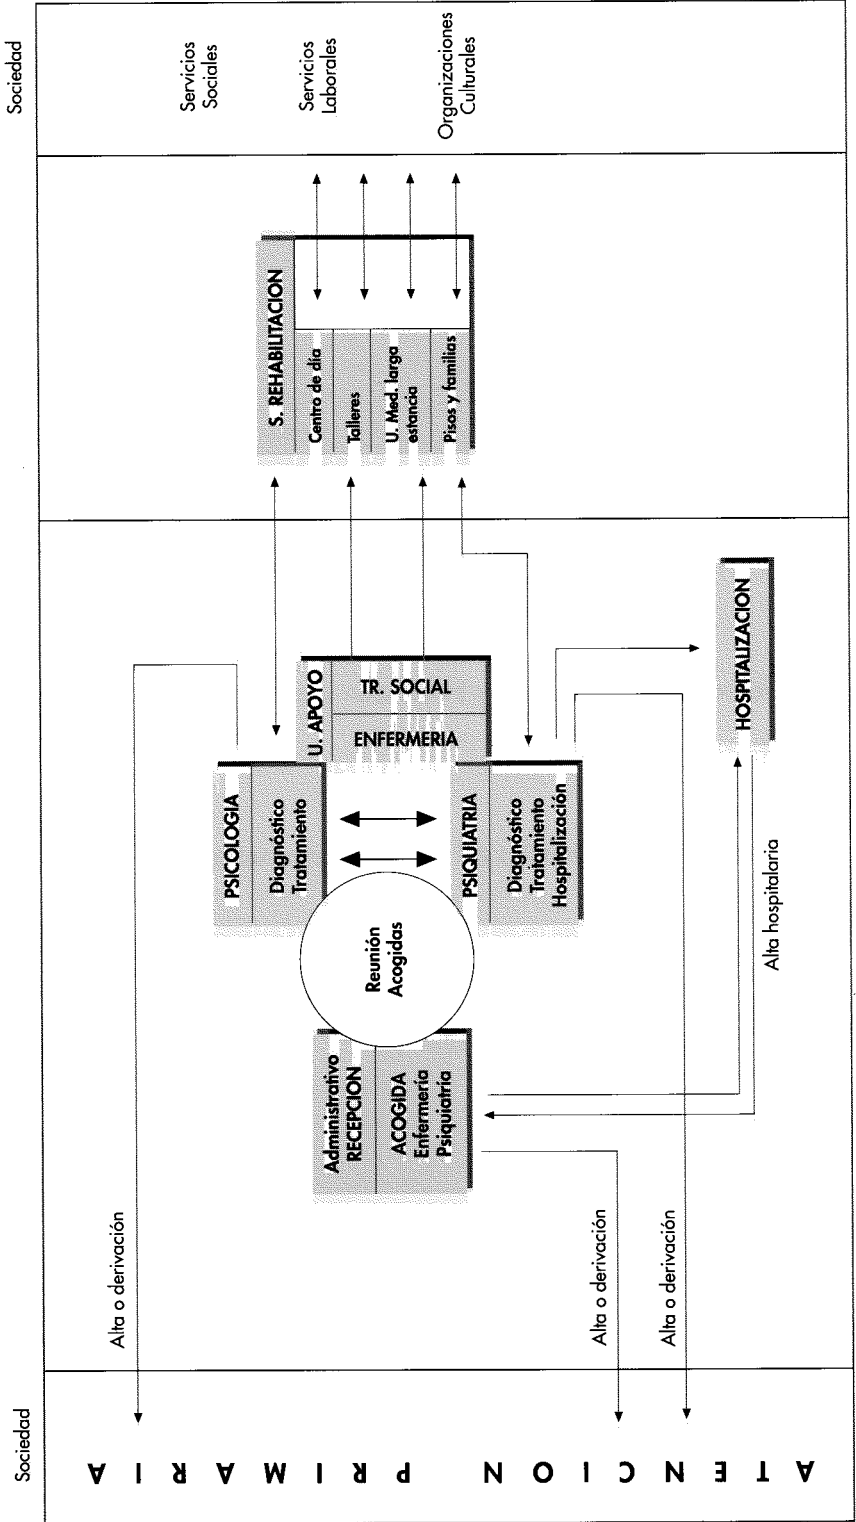 Sociedad
Sociedad
ATENCION PRIMARIA
Alta o derivación
Alta o derivación
Alta o derivación
Administrativo
RECEPCION
ACOGIDA
Enfermería
Psiquiatría
Reunión
Acogidas
PSICOLOGIA
Diagnóstico
Tratamiento
PSIQUIATRIA
Diagnóstico
Tratamiento
Hospitalización
U. APOYO
ENFERMERIA
TR. SOCIAL
Alta hospitalaria
HOSPITALIZACION
S. REHABILITACION
Centro de día
Talleres
U. Med. larga
estancia
Pisos y familias
Servicios
Sociales
Servicios
Laborales
Organizaciones
Culturales